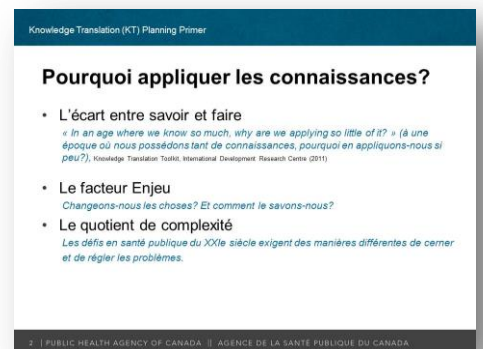 Knowledge Translation (KT) Planning Primer
Pourquoi appliquer les connaissances?
• L'écart entre savoir et faire
« In an age where we know so much, why are we applying so little of it? » (à une
époque où nous possédons tant de connaissances, pourquoi en appliquons-nous si
peu?), Knowledge Translation Toolkit, International Development Research Centre (2011)
• Le facteur Enjeu
Changeons-nous les choses? Et comment le savons-nous?
• Le quotient de complexité
Les défis en santé publique du XXIe siècle exigent des manières différentes de cerner
et de régler les problèmes.
2 | PUBLIC HEALTH AGENCY OF CANADA || AGENCE DE LA SANTÉ PUBLIQUE DU CANADA